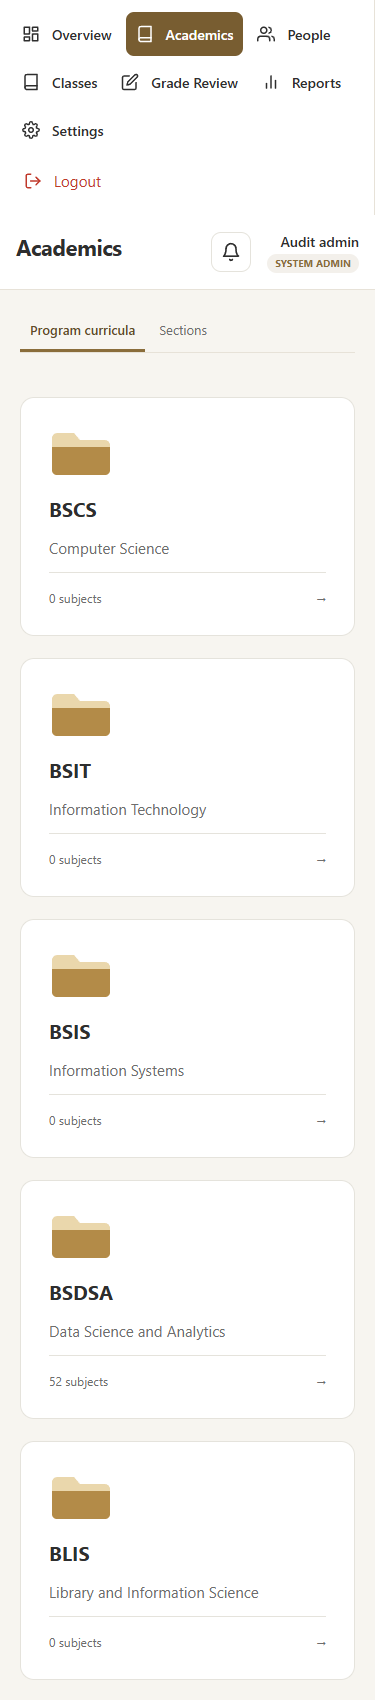 Overview Academics People
Classes Grade Review Reports
Settings
Logout
Academics
Audit admin
SYSTEM ADMIN
Program curricula Sections
BSCS
Computer Science
0 subjects →
BSIT
Information Technology
0 subjects →
BSIS
Information Systems
0 subjects →
BSDSA
Data Science and Analytics
52 subjects →
BLIS
Library and Information Science
0 subjects →